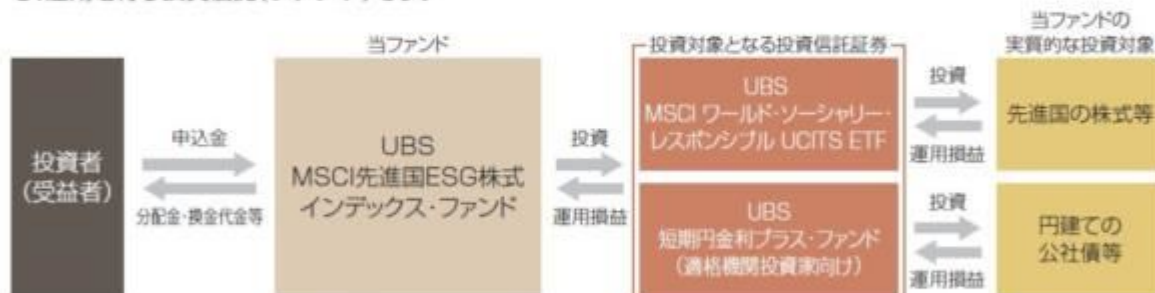 当ファンド
投資対象となる投資信託証券
当ファンドの
実質的な投資対象
投資者
(受益者)
申込金
分配金・換金代金等
UBS
MSCI先進国ESG株式
インデックス・ファンド
投資
運用損益
UBS
MSCI ワールド・ソーシャリー・
レスポンシブル UCITS ETF
投資
運用損益
先進国の株式等
UBS
短期円金利プラス・ファンド
(適格機関投資家向け)
投資
運用損益
円建ての
公社債等